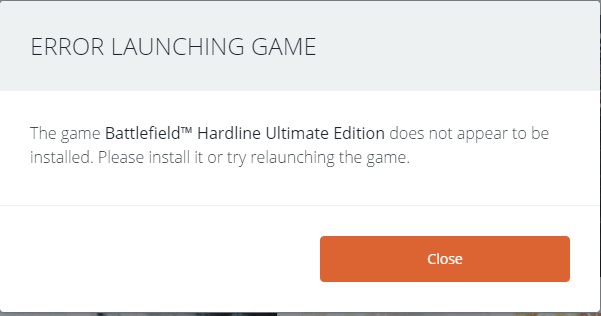 ERROR LAUNCHING GAME
The game Battlefield™ Hardline Ultimate Edition does not appear to be
installed. Please install it or try relaunching the game.
Close